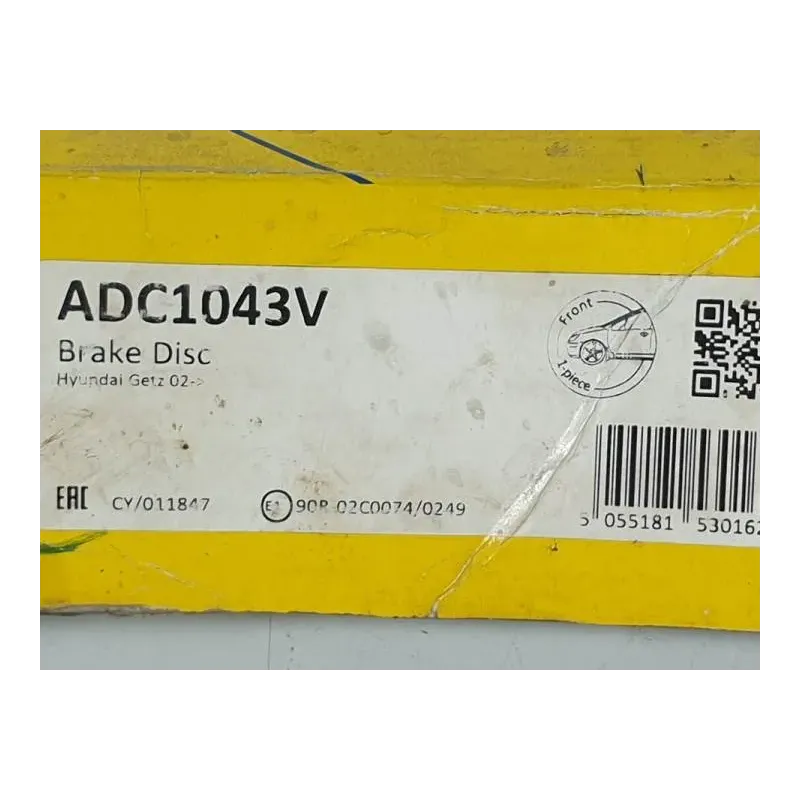 ADC1043V
Brake Disc
Hyundai Getz 02->
Front
1-piece
EAC CY/011847 E1 90R-02C0074/0249
5 055181 530162